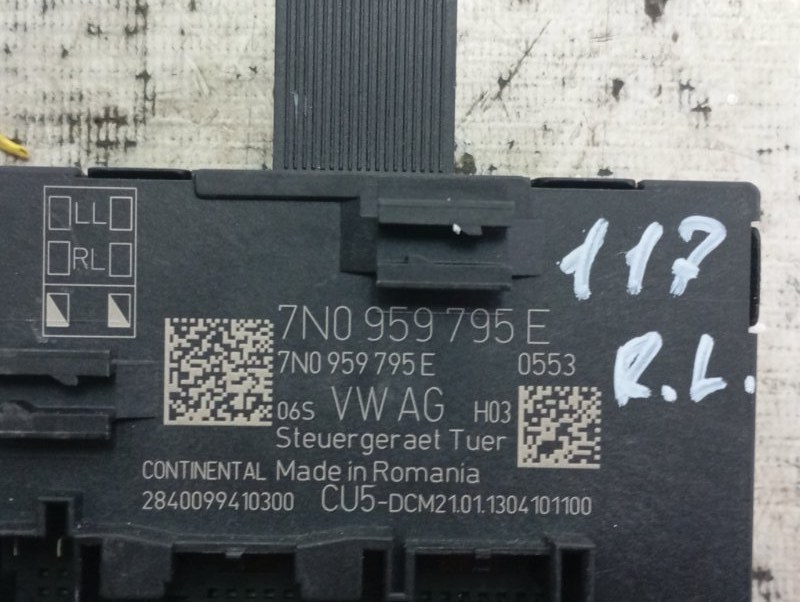 LL
RL
117
7N0 959 795 E
7N0 959 795 E 0553
R.L.
06S VW AG H03
Steuergeraet Tuer
CONTINENTAL Made in Romania
2840099410300 CU5-DCM21.01.1304101100